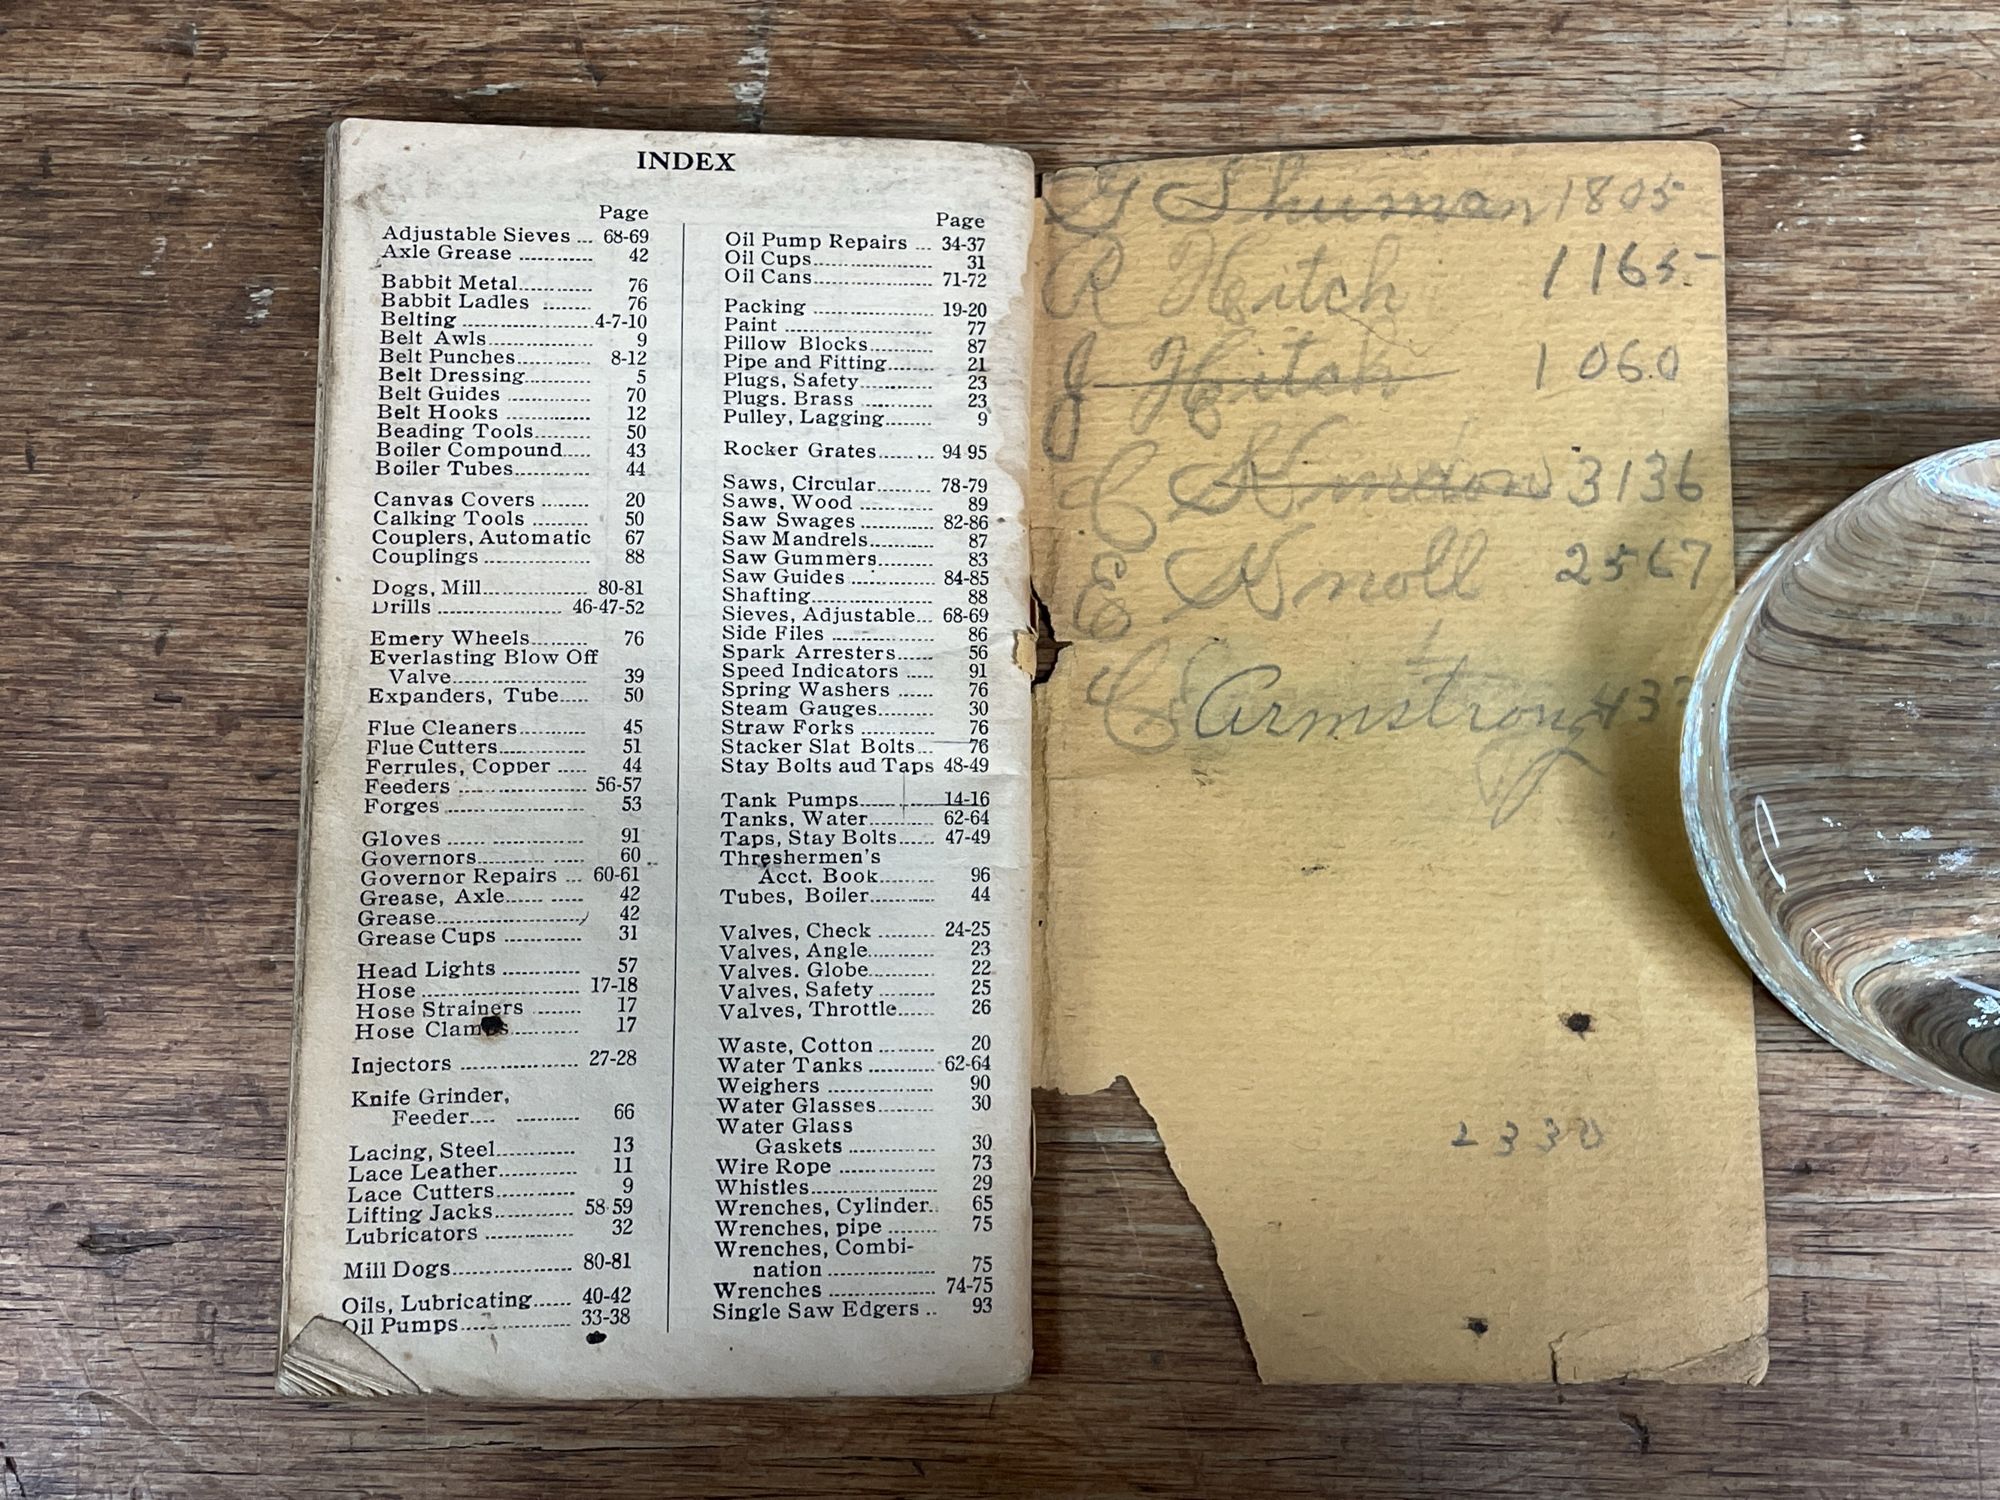 INDEX
Page
Adjustable Sieves ... 68-69
Axle Grease ............ 42
Babbit Metal............ 76
Babbit Ladles ........ 76
Belting .....................4-7-10
Belt Awls................ 9
Belt Punches............ 8-12
Belt Dressing........... 5
Belt Guides ........... 70
Belt Hooks ............ 12
Beading Tools......... 50
Boiler Compound..... 43
Boiler Tubes............ 44
Canvas Covers ........ 20
Calking Tools ......... 50
Couplers, Automatic 67
Couplings .............. 88
Dogs, Mill............... 80-81
Drills .................... 46-47-52
Emery Wheels......... 76
Everlasting Blow Off
Valve.................. 39
Expanders, Tube..... 50
Flue Cleaners........... 45
Flue Cutters............. 51
Ferrules, Copper ..... 44
Feeders .................... 56-57
Forges ..................... 53
Gloves ...... ............. 91
Governors............ ..... 60
Governor Repairs ... 60-61
Grease, Axle...... ..... 42
Grease..................... 42
Grease Cups ............ 31
Head Lights ............ 57
Hose ....................... 17-18
Hose Strainers ........ 17
Hose Clamps............ 17
Injectors .................. 27-28
Knife Grinder,
Feeder.... ........... 66
Lacing, Steel............ 13
Lace Leather............ 11
Lace Cutters............ 9
Lifting Jacks............ 58-59
Lubricators ............. 32
Mill Dogs.................. 80-81
Oils, Lubricating...... 40-42
Oil Pumps................. 33-38
Page
Oil Pump Repairs ... 34-37
Oil Cups.................. 31
Oil Cans.................. 71-72
Packing .................. 19-20
Paint ...................... 77
Pillow Blocks.......... 87
Pipe and Fitting....... 21
Plugs, Safety ........... 23
Plugs. Brass ........... 23
Pulley, Lagging........ 9
Rocker Grates......... 94 95
Saws, Circular......... 78-79
Saws, Wood ........... 89
Saw Swages ........... 82-86
Saw Mandrels.......... 87
Saw Gummers......... 83
Saw Guides ............. 84-85
Shafting.................. 88
Sieves, Adjustable... 68-69
Side Files ............... 86
Spark Arresters....... 56
Speed Indicators ..... 91
Spring Washers ...... 76
Steam Gauges......... 30
Straw Forks ........... 76
Stacker Slat Bolts... 76
Stay Bolts aud Taps 48-49
Tank Pumps............ 14-16
Tanks, Water........... 62-64
Taps, Stay Bolts...... 47-49
Threshermen's
Acct. Book......... 96
Tubes, Boiler........... 44
Valves, Check ......... 24-25
Valves, Angle........... 23
Valves. Globe........... 22
Valves, Safety ......... 25
Valves, Throttle....... 26
Waste, Cotton ......... 20
Water Tanks ........... 62-64
Weighers ................ 90
Water Glasses.......... 30
Water Glass
Gaskets .............. 30
Wire Rope ............... 73
Whistles.................. 29
Wrenches, Cylinder.. 65
Wrenches, pipe ....... 75
Wrenches, Combi-
nation ................. 75
Wrenches ................ 74-75
Single Saw Edgers .. 93
G Shuman 1805
R Hitch 1165-
J Hitch 1060
C 3136
E Knoll 2567
C Armstrong 43
2330